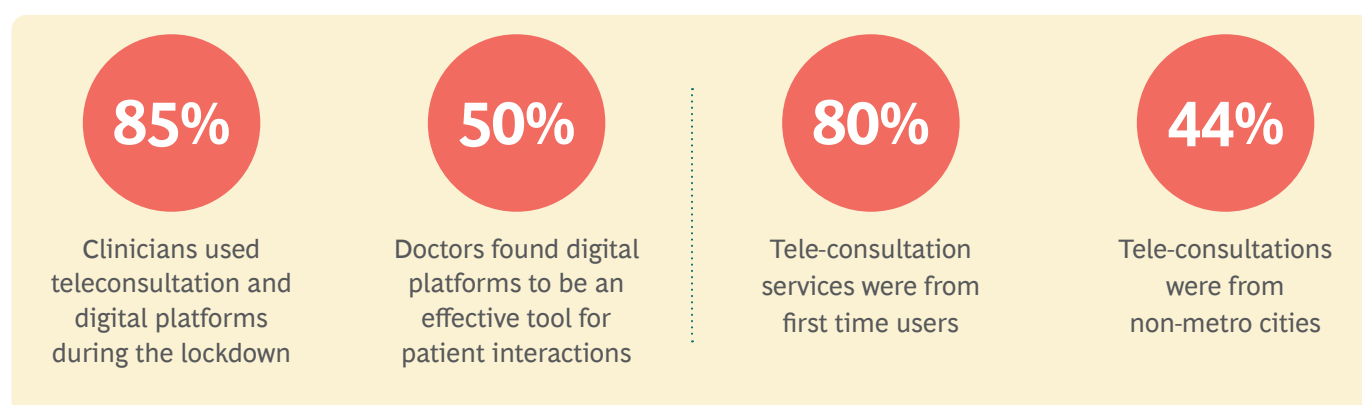 85%
Clinicians used
teleconsultation and
digital platforms
during the lockdown
50%
Doctors found digital
platforms to be an
effective tool for
patient interactions
80%
Tele-consultation
services were from
first time users
44%
Tele-consultations
were from
non-metro cities